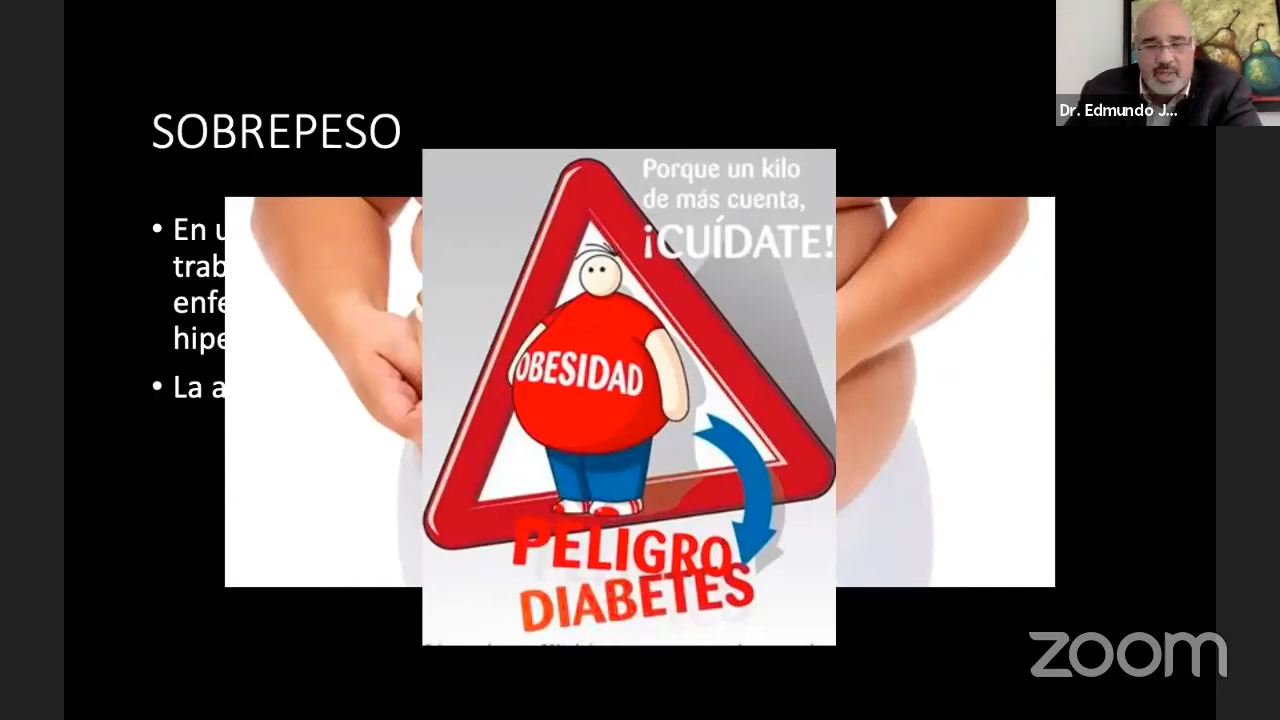 Dr. Edmundo J...
SOBREPESO
• En u
trab
enfe
hipe
• La a
Porque un kilo
de más cuenta,
¡CUÍDATE!
OBESIDAD
PELIGRO
DIABETES
zoom